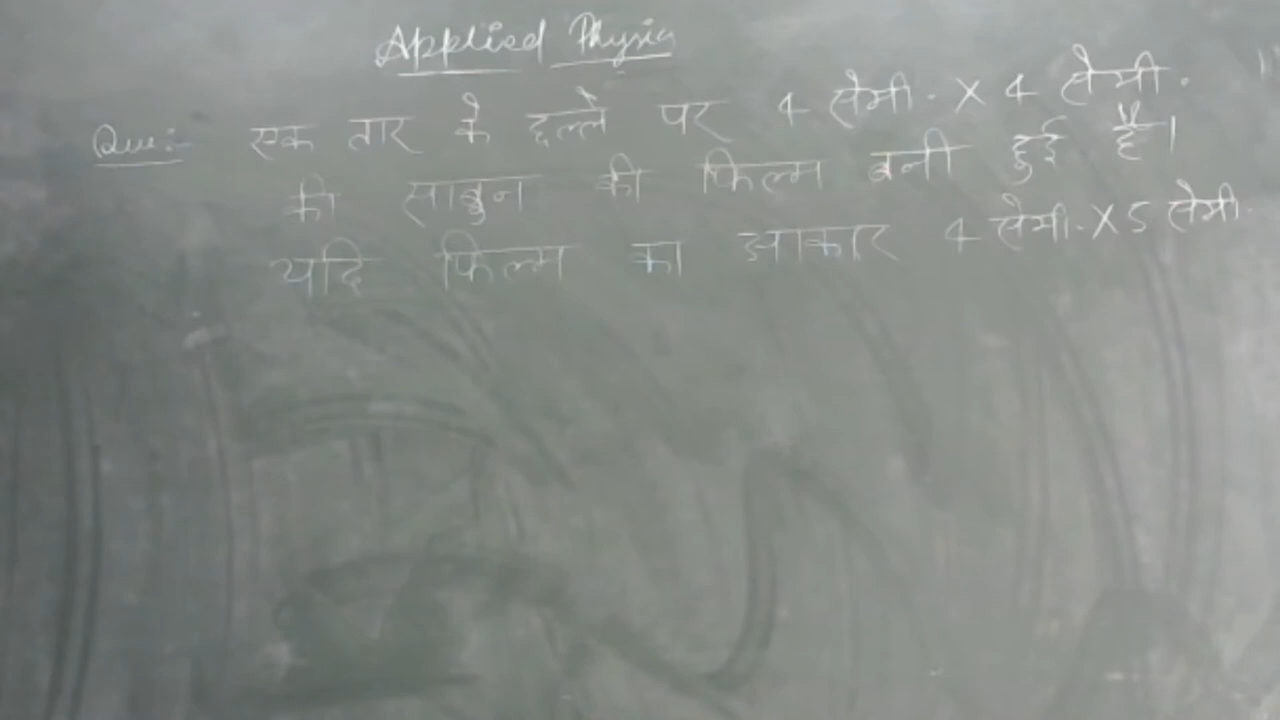 Applied Physics
Que:- एक तार के छल्ले पर 4 सेमी. × 4 सेमी.
की साबुन की फिल्म बनी हुई है।
यदि फिल्म का आकार 4 सेमी. × 5 सेमी.